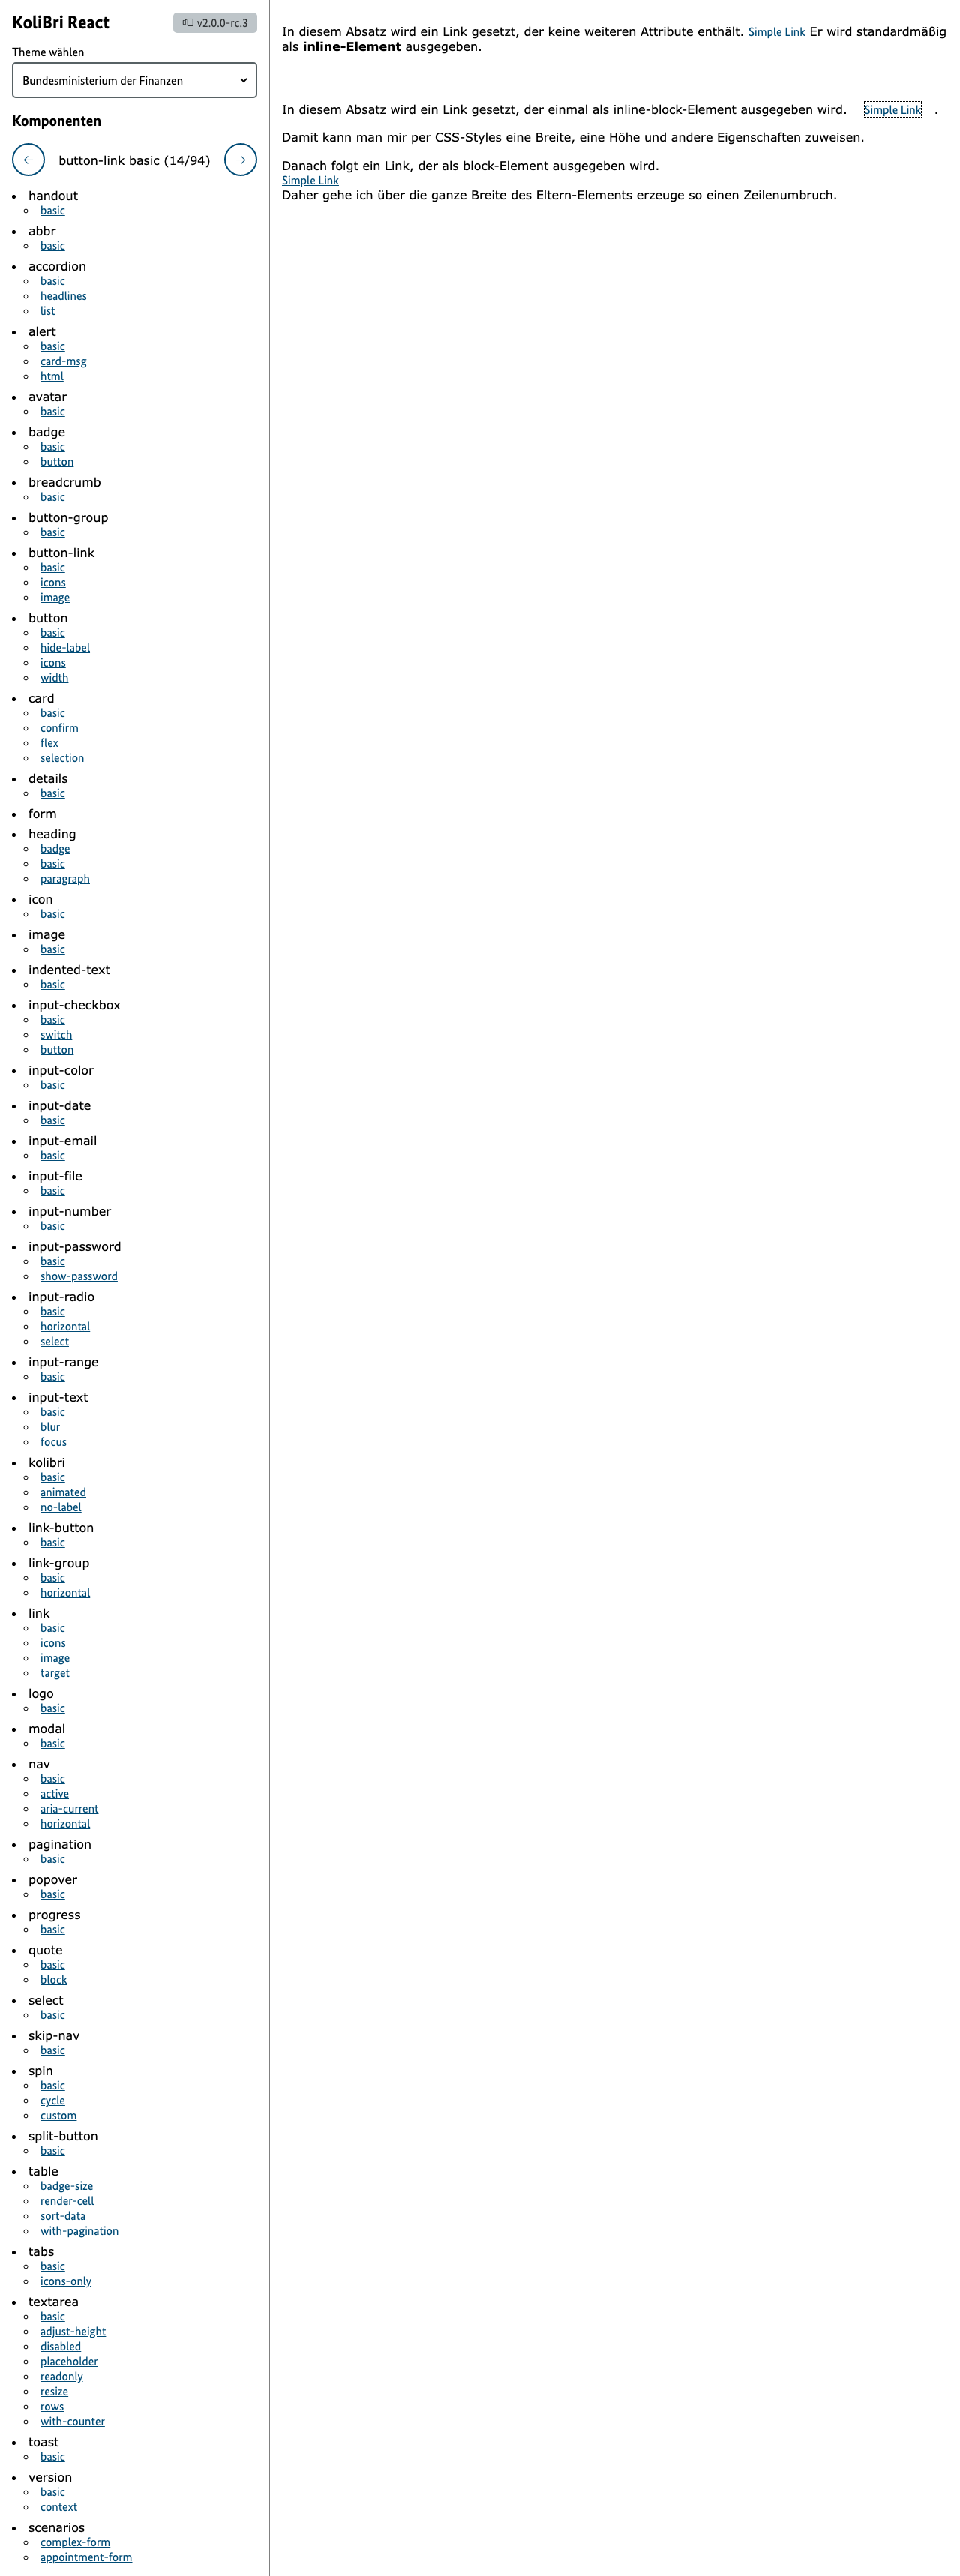 KoliBri React
v2.0.0-rc.3
Theme wählen
Bundesministerium der Finanzen
Komponenten
button-link basic (14/94)
handout
basic
abbr
basic
accordion
basic
headlines
list
alert
basic
card-msg
html
avatar
basic
badge
basic
button
breadcrumb
basic
button-group
basic
button-link
basic
icons
image
button
basic
hide-label
icons
width
card
basic
confirm
flex
selection
details
basic
form
heading
badge
basic
paragraph
icon
basic
image
basic
indented-text
basic
input-checkbox
basic
switch
button
input-color
basic
input-date
basic
input-email
basic
input-file
basic
input-number
basic
input-password
basic
show-password
input-radio
basic
horizontal
select
input-range
basic
input-text
basic
blur
focus
kolibri
basic
animated
no-label
link-button
basic
link-group
basic
horizontal
link
basic
icons
image
target
logo
basic
modal
basic
nav
basic
active
aria-current
horizontal
pagination
basic
popover
basic
progress
basic
quote
basic
block
select
basic
skip-nav
basic
spin
basic
cycle
custom
split-button
basic
table
badge-size
render-cell
sort-data
with-pagination
tabs
basic
icons-only
textarea
basic
adjust-height
disabled
placeholder
readonly
resize
rows
with-counter
toast
basic
version
basic
context
scenarios
complex-form
appointment-form
In diesem Absatz wird ein Link gesetzt, der keine weiteren Attribute enthält. Simple Link Er wird standardmäßig
als inline-Element ausgegeben.
In diesem Absatz wird ein Link gesetzt, der einmal als inline-block-Element ausgegeben wird. Simple Link .
Damit kann man mir per CSS-Styles eine Breite, eine Höhe und andere Eigenschaften zuweisen.
Danach folgt ein Link, der als block-Element ausgegeben wird.
Simple Link
Daher gehe ich über die ganze Breite des Eltern-Elements erzeuge so einen Zeilenumbruch.